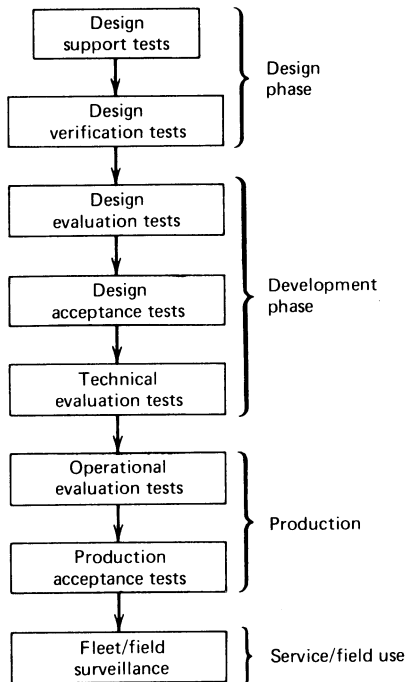 Design
support tests
Design
phase
Design
verification tests
Design
evaluation tests
Design
acceptance tests
Development
phase
Technical
evaluation tests
Operational
evaluation tests
Production
Production
acceptance tests
Fleet/field
surveillance
Service/field use